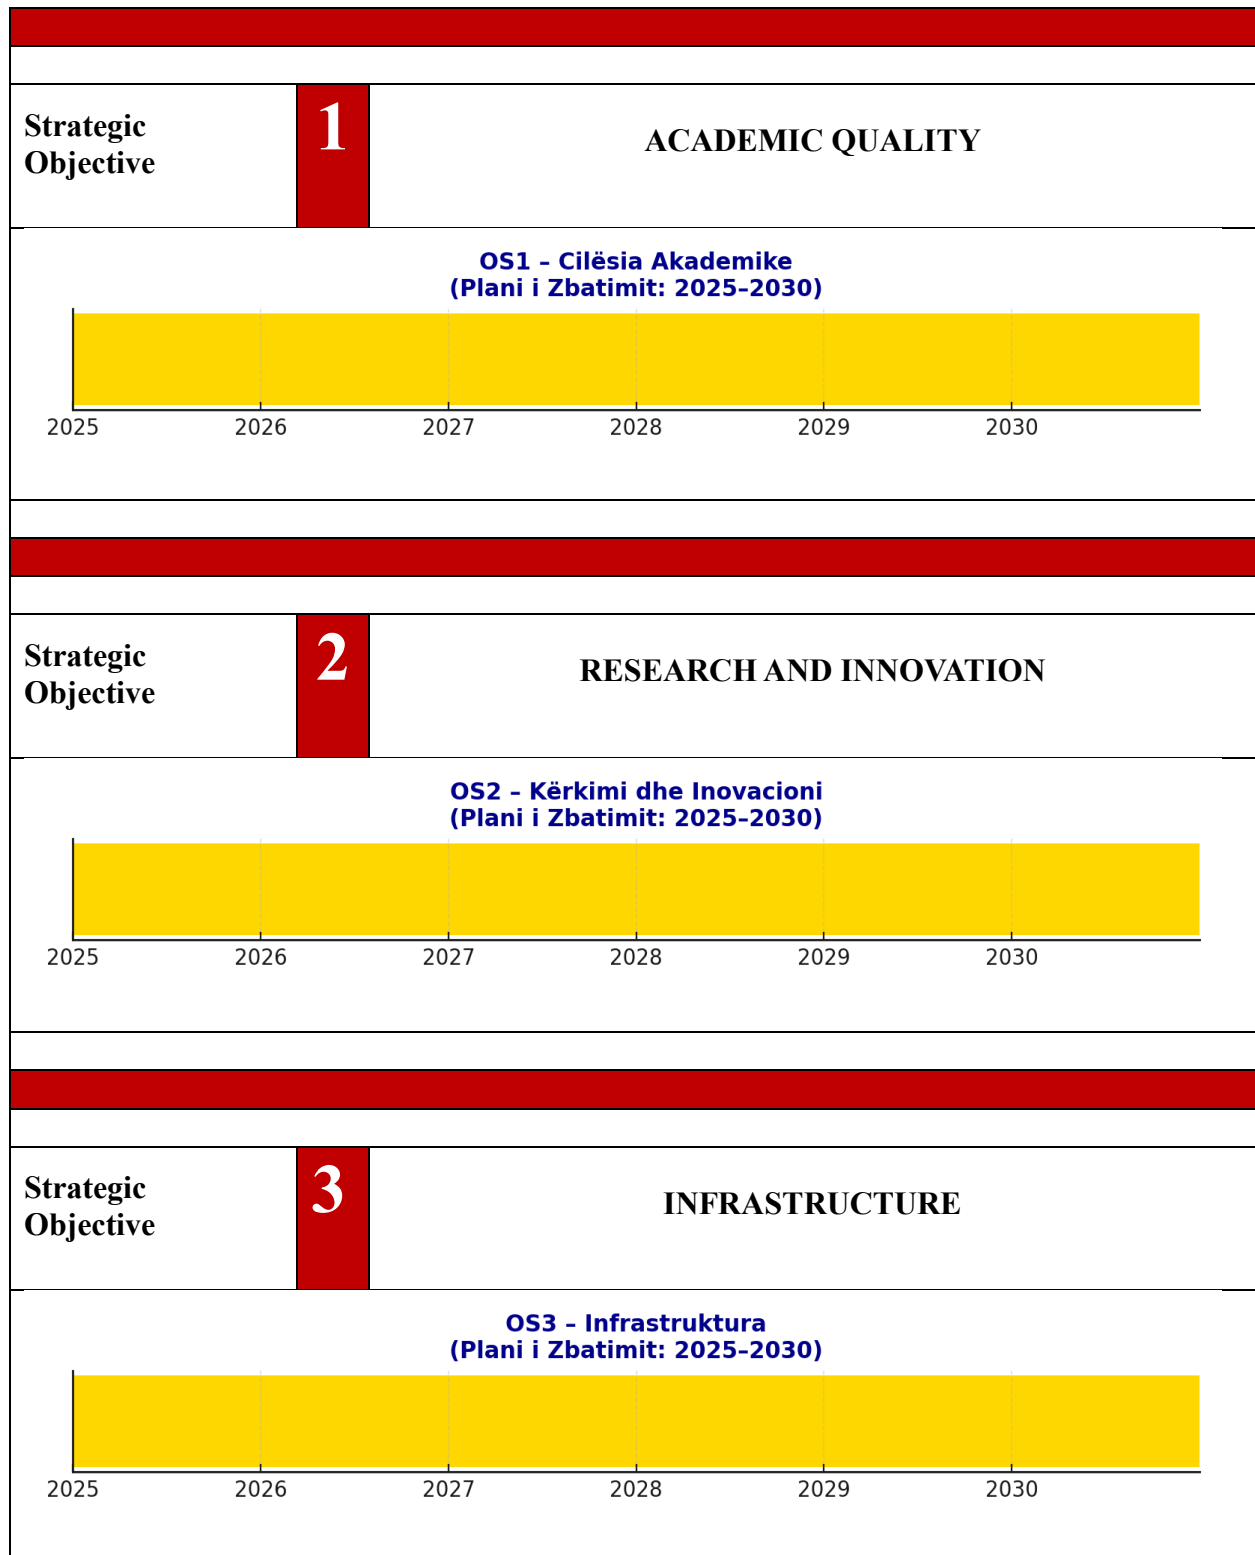 Strategic
Objective
1
ACADEMIC QUALITY
OS1 – Cilësia Akademike
(Plani i Zbatimit: 2025–2030)
2025 2026 2027 2028 2029 2030
Strategic
Objective
2
RESEARCH AND INNOVATION
OS2 – Kërkimi dhe Inovacioni
(Plani i Zbatimit: 2025–2030)
2025 2026 2027 2028 2029 2030
Strategic
Objective
3
INFRASTRUCTURE
OS3 – Infrastruktura
(Plani i Zbatimit: 2025–2030)
2025 2026 2027 2028 2029 2030